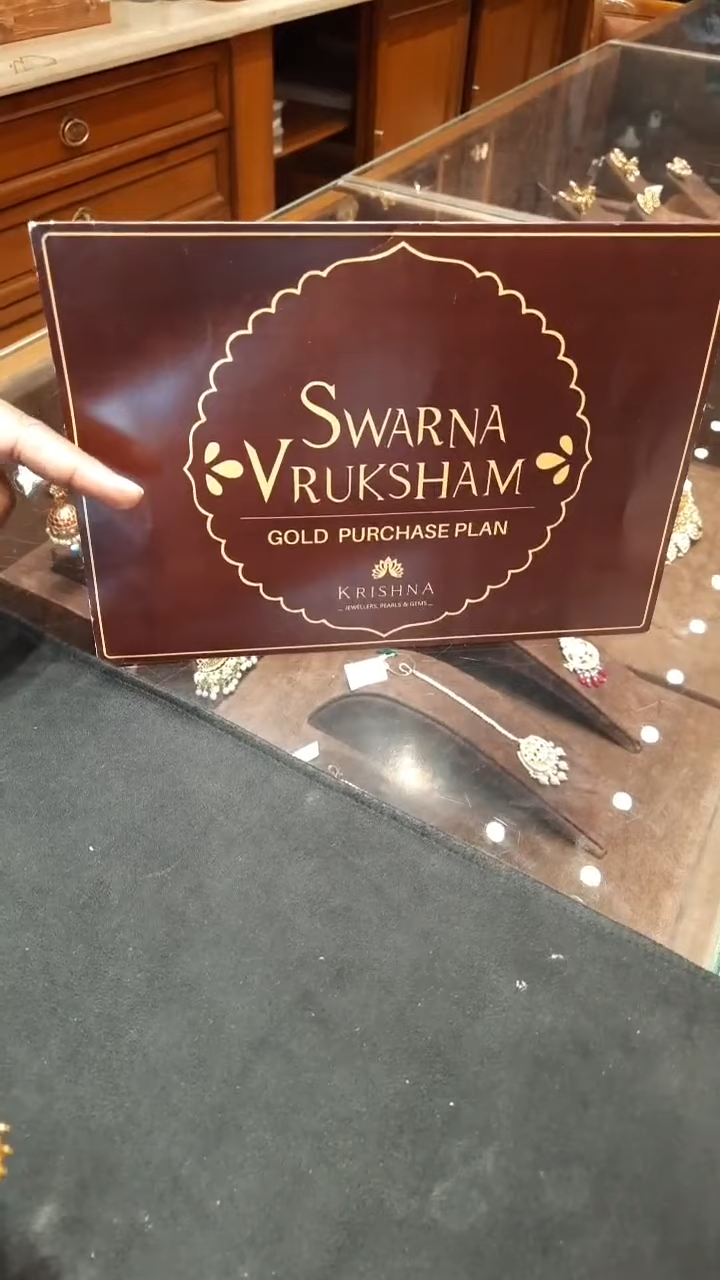 SWARNA
VRUKSHAM
GOLD PURCHASE PLAN
KRISHNA
JEWELLERS, PEARLS & GEMS